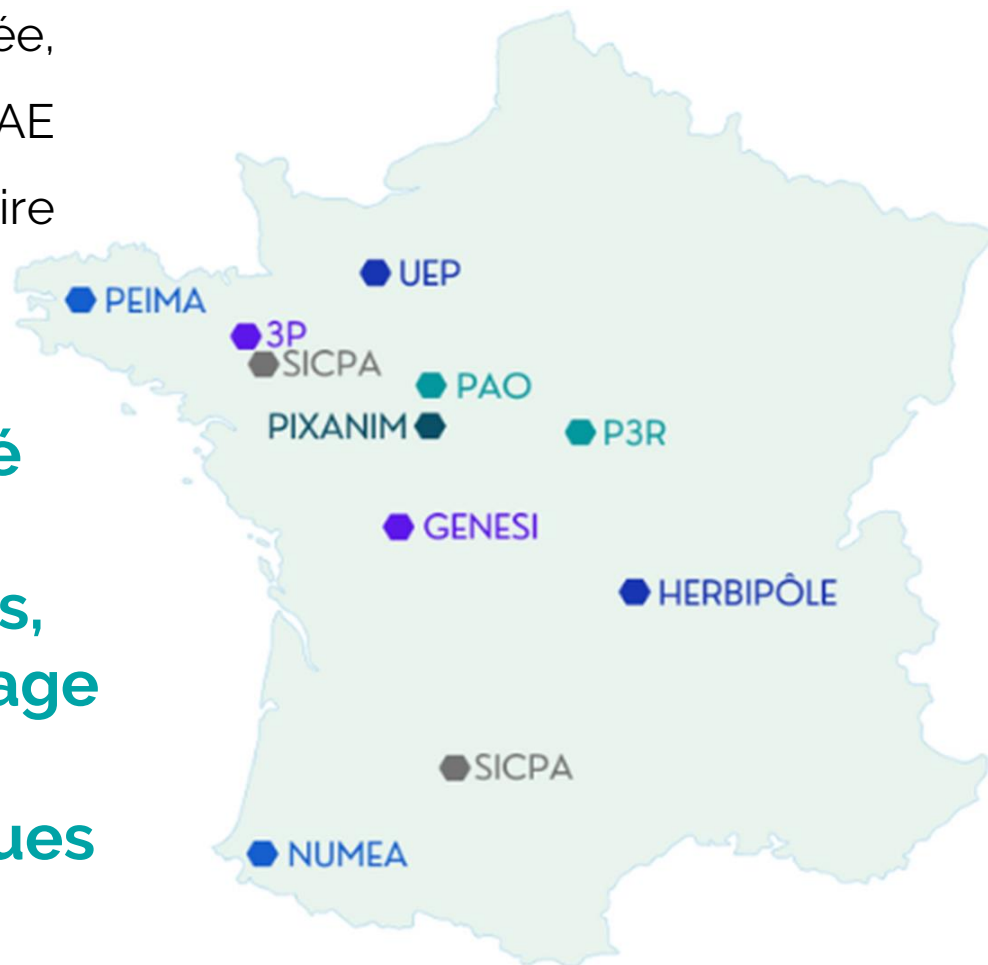 ée,
AE
ire
UEP
PEIMA
3P
SICPA
PAO
PIXANIM
P3R
é
GENESI
HERBIPÔLE
s,
age
SICPA
ues
NUMEA